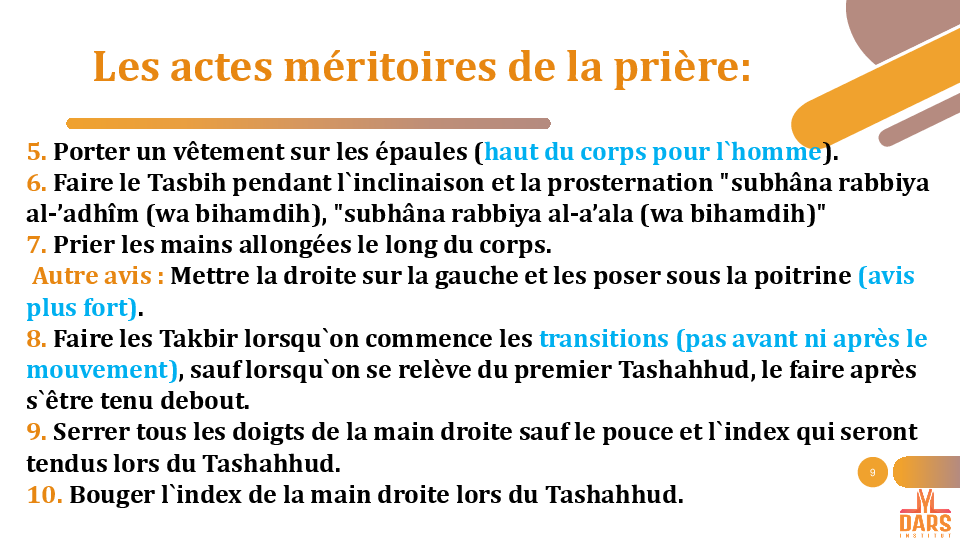 Les actes méritoires de la prière:
5. Porter un vêtement sur les épaules (haut du corps pour l`homme).
6. Faire le Tasbih pendant l`inclinaison et la prosternation "subhâna rabbiya
al-’adhîm (wa bihamdih), "subhâna rabbiya al-a’ala (wa bihamdih)"
7. Prier les mains allongées le long du corps.
Autre avis : Mettre la droite sur la gauche et les poser sous la poitrine (avis
plus fort).
8. Faire les Takbir lorsqu`on commence les transitions (pas avant ni après le
mouvement), sauf lorsqu`on se relève du premier Tashahhud, le faire après
s`être tenu debout.
9. Serrer tous les doigts de la main droite sauf le pouce et l`index qui seront
tendus lors du Tashahhud.
10. Bouger l`index de la main droite lors du Tashahhud.
9
DARS
INSTITUT